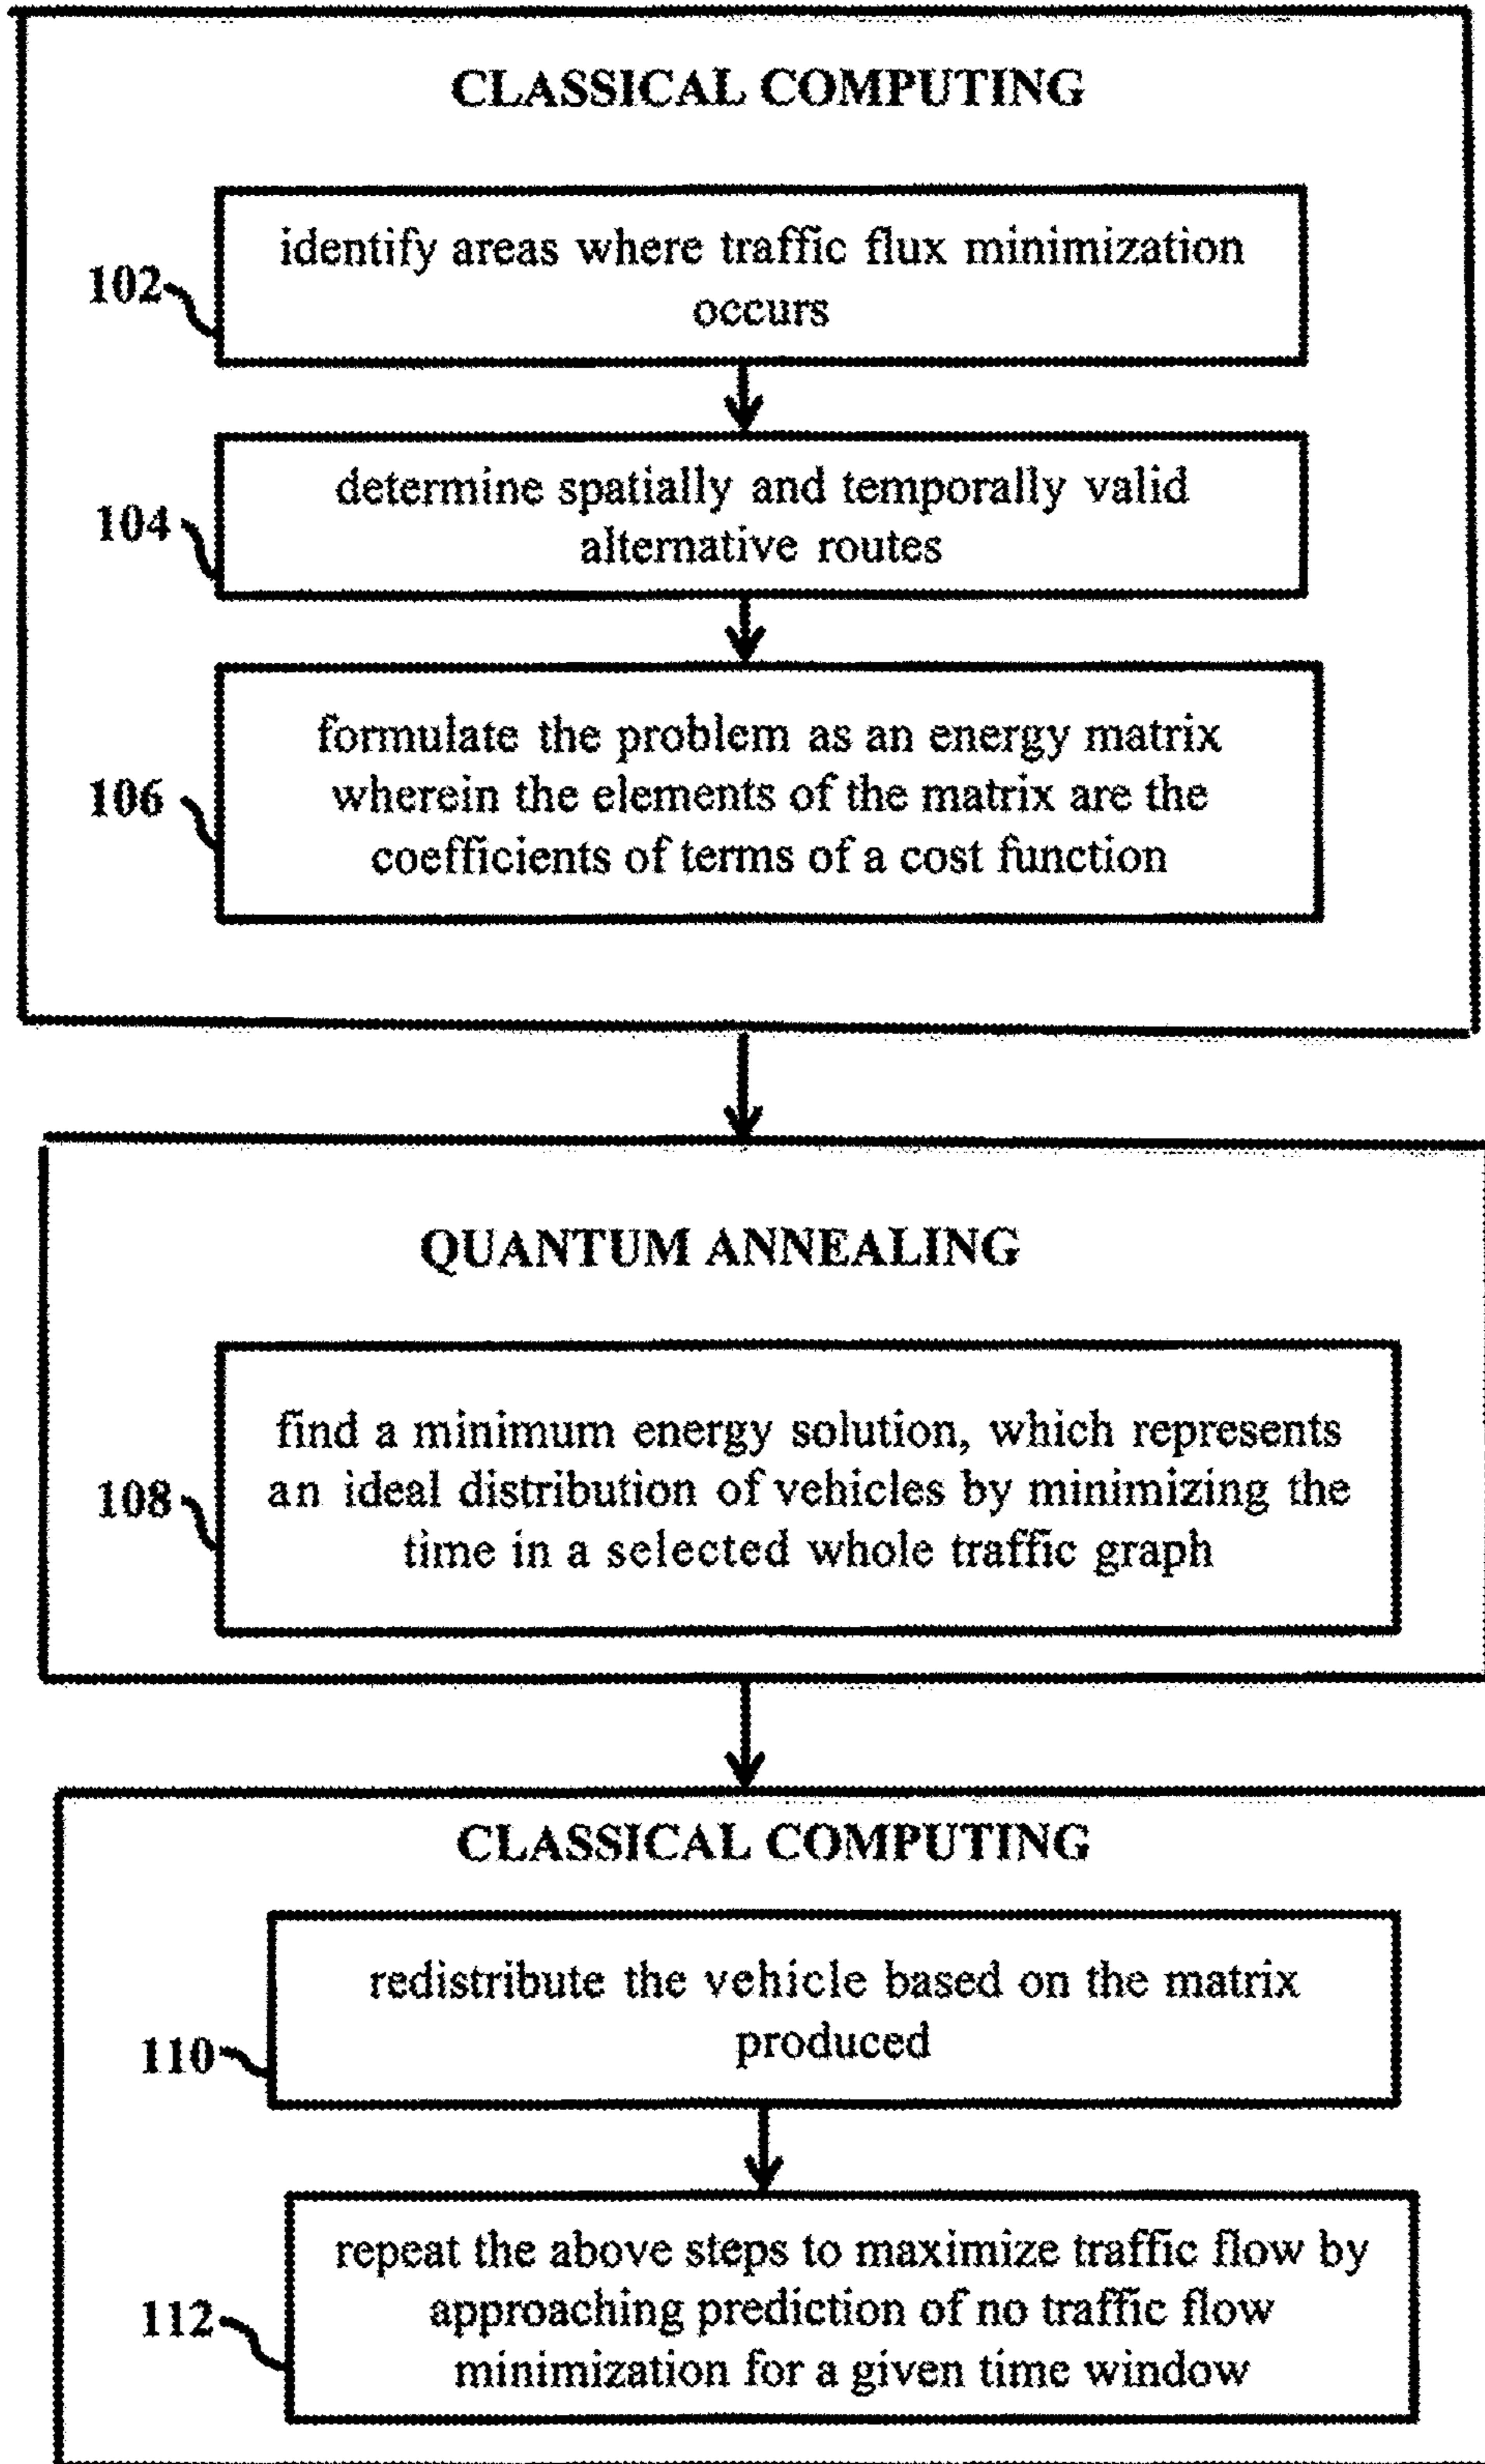 CLASSICAL COMPUTING
identify areas where traffic flux minimization
occurs
102
determine spatially and temporally valid
alternative routes
104
formulate the problem as an energy matrix
wherein the elements of the matrix are the
coefficients of terms of a cost function
106
QUANTUM ANNEALING
find a minimum energy solution, which represents
an ideal distribution of vehicles by minimizing the
time in a selected whole traffic graph
108
CLASSICAL COMPUTING
redistribute the vehicle based on the matrix
produced
110
repeat the above steps to maximize traffic flow by
approaching prediction of no traffic flow
minimization for a given time window
112